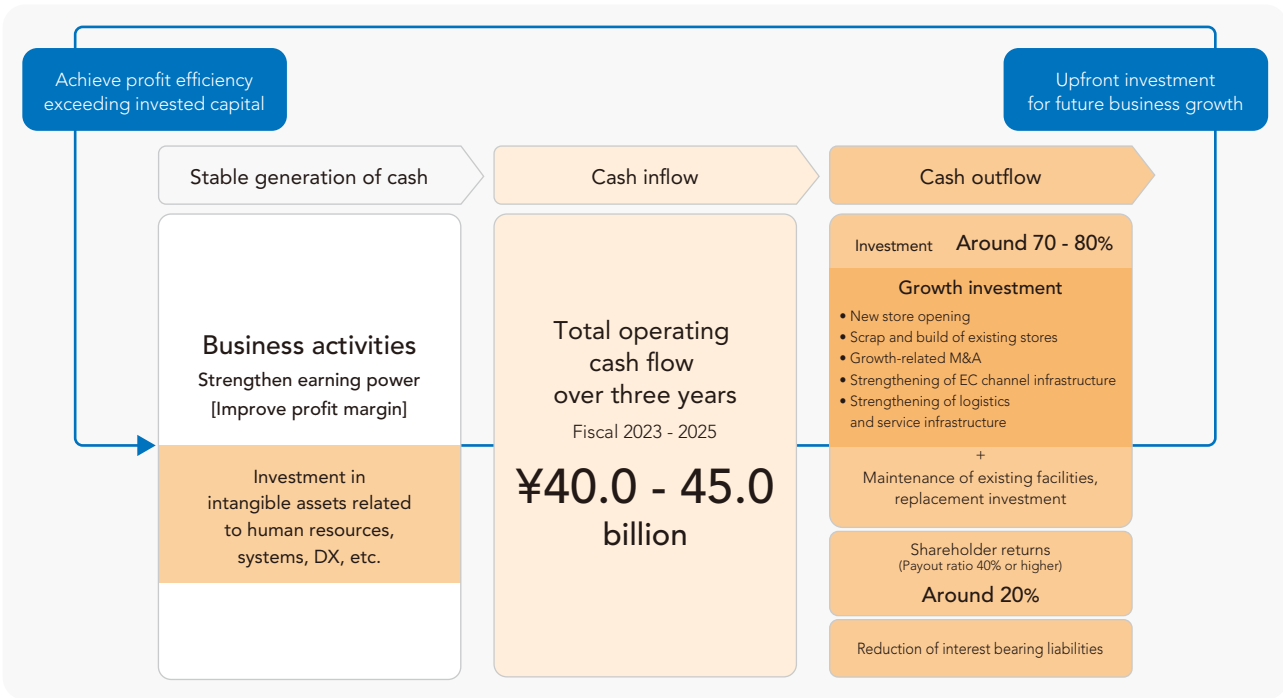 Achieve profit efficiency
exceeding invested capital
Upfront investment
for future business growth
Stable generation of cash
Cash inflow
Cash outflow
Business activities
Strengthen earning power
[Improve profit margin]
Investment in
intangible assets related
to human resources,
systems, DX, etc.
Total operating
cash flow
over three years
Fiscal 2023 - 2025
¥40.0 - 45.0
billion
Investment Around 70 - 80%
Growth investment
• New store opening
• Scrap and build of existing stores
• Growth-related M&A
• Strengthening of EC channel infrastructure
• Strengthening of logistics
and service infrastructure
+
Maintenance of existing facilities,
replacement investment
Shareholder returns
(Payout ratio 40% or higher)
Around 20%
Reduction of interest bearing liabilities